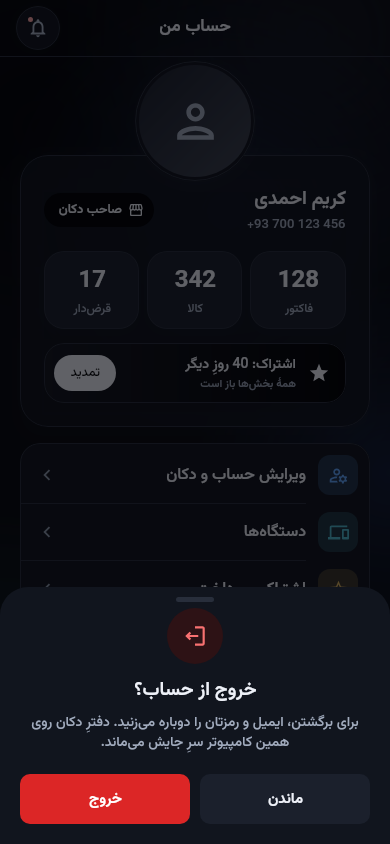 حساب من
کریم احمدی
+93 700 123 456
صاحب دکان
128
فاکتور
342
کالا
17
قرض‌دار
اشتراک: 40 روزِ دیگر
همهٔ بخش‌ها باز است
تمدید
ویرایش حساب و دکان
دستگاه‌ها
خروج از حساب؟
برای برگشتن، ایمیل و رمزتان را دوباره می‌زنید. دفترِ دکان روی
همین کامپیوتر سرِ جایش می‌ماند.
ماندن
خروج